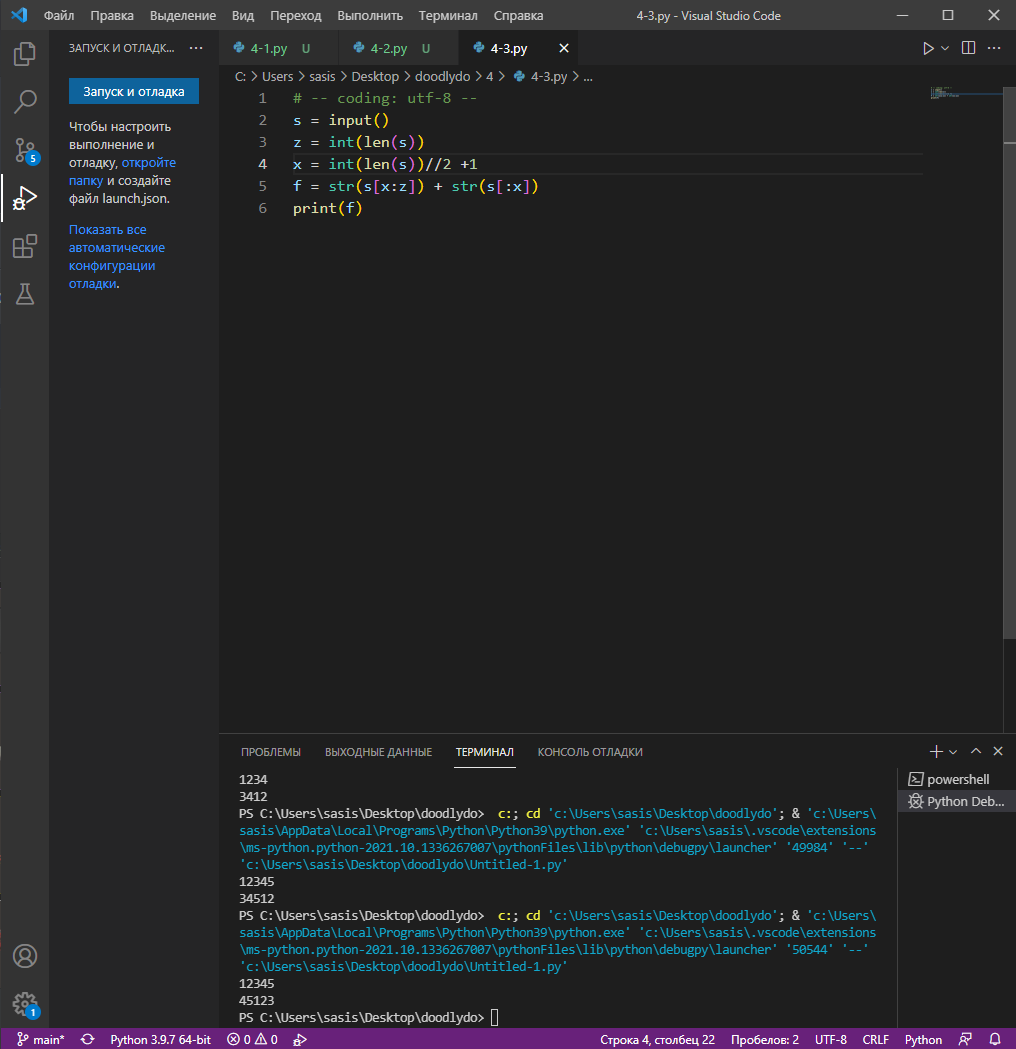 Файл Правка Выделение Вид Переход Выполнить Терминал Справка 4-3.py - Visual Studio Code
ЗАПУСК И ОТЛАДК... ...
4-1.py U 4-2.py U 4-3.py
C: > Users > sasis > Desktop > doodlydo > 4 > 4-3.py > ...
Запуск и отладка
Чтобы настроить
выполнение и
отладку, откройте
папку и создайте
файл launch.json.
Показать все
автоматические
конфигурации
отладки.
5
1 # -- coding: utf-8 --
2 s = input()
3 z = int(len(s))
4 x = int(len(s))//2 +1
5 f = str(s[x:z]) + str(s[:x])
6 print(f)
ПРОБЛЕМЫ ВЫХОДНЫЕ ДАННЫЕ ТЕРМИНАЛ КОНСОЛЬ ОТЛАДКИ
powershell
Python Deb...
1234
3412
PS C:\Users\sasis\Desktop\doodlydo>  c:; cd 'c:\Users\sasis\Desktop\doodlydo'; & 'c:\Users\
sasis\AppData\Local\Programs\Python\Python39\python.exe' 'c:\Users\sasis\.vscode\extensions
\ms-python.python-2021.10.1336267007\pythonFiles\lib\python\debugpy\launcher' '49984' '--'
'c:\Users\sasis\Desktop\doodlydo\Untitled-1.py'
12345
34512
PS C:\Users\sasis\Desktop\doodlydo>  c:; cd 'c:\Users\sasis\Desktop\doodlydo'; & 'c:\Users\
sasis\AppData\Local\Programs\Python\Python39\python.exe' 'c:\Users\sasis\.vscode\extensions
\ms-python.python-2021.10.1336267007\pythonFiles\lib\python\debugpy\launcher' '50544' '--'
'c:\Users\sasis\Desktop\doodlydo\Untitled-1.py'
12345
45123
PS C:\Users\sasis\Desktop\doodlydo>
1
main* Python 3.9.7 64-bit 0 0 Строка 4, столбец 22 Пробелов: 2 UTF-8 CRLF Python